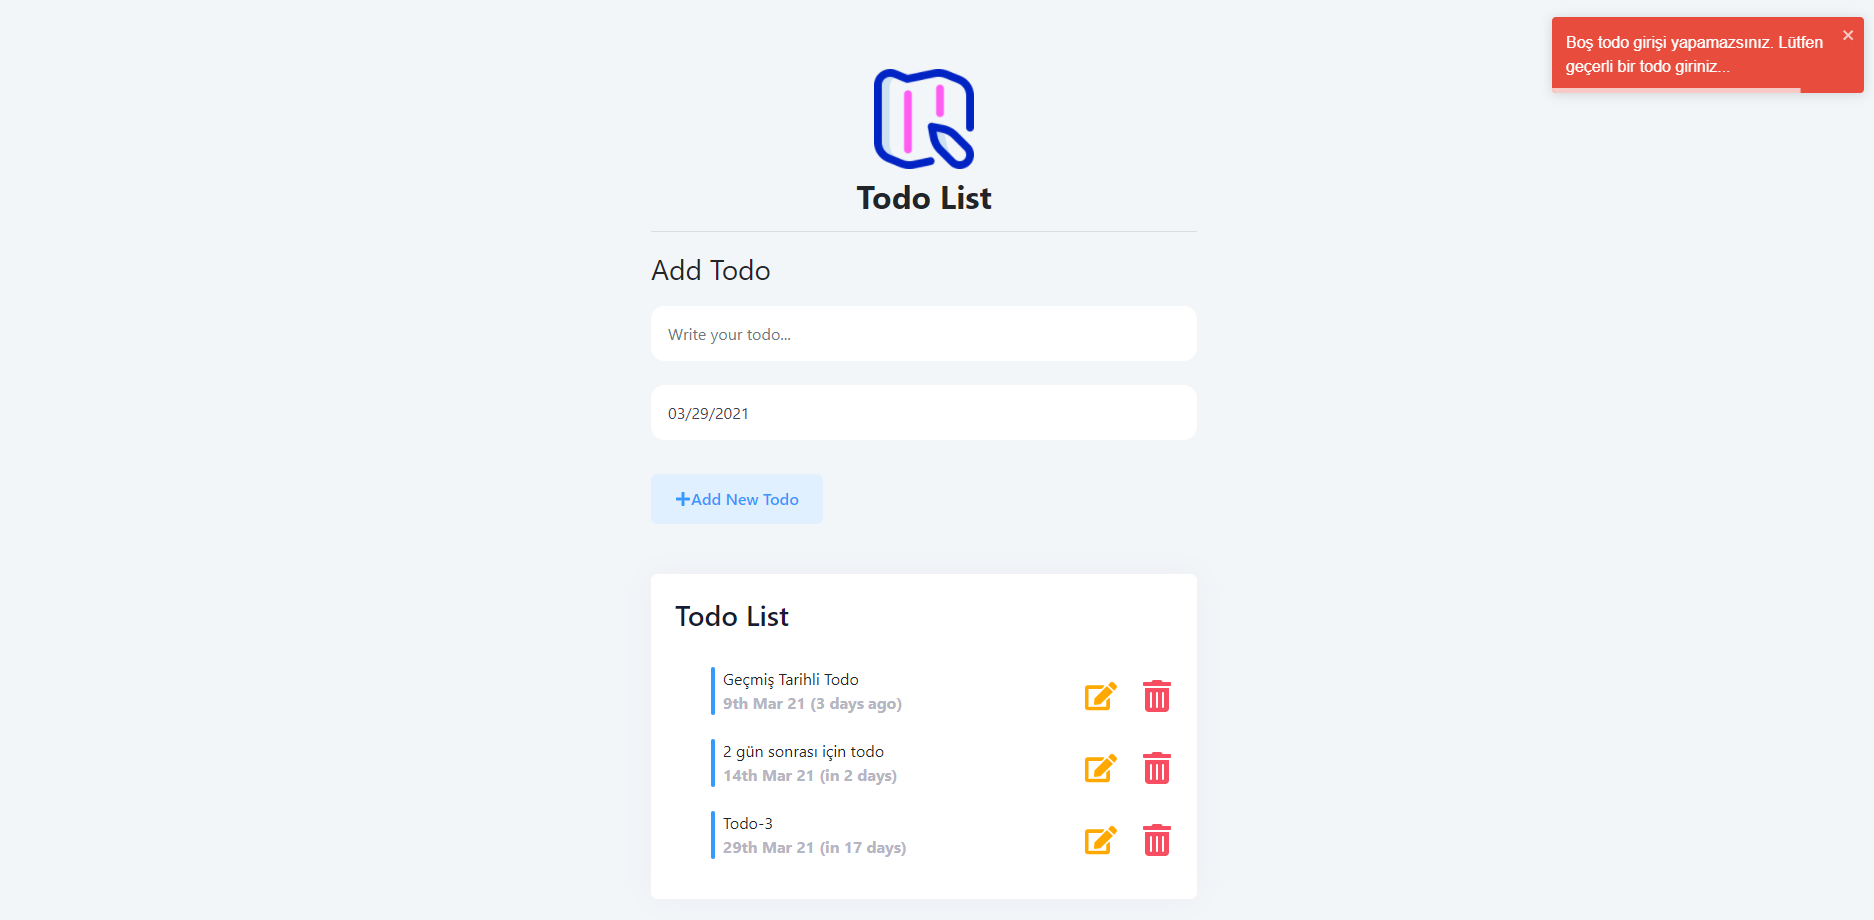 Boş todo girişi yapamazsınız. Lütfen
geçerli bir todo giriniz...
Todo List
Add Todo
Write your todo...
03/29/2021
Add New Todo
Todo List
Geçmiş Tarihli Todo
9th Mar 21 (3 days ago)
2 gün sonrası için todo
14th Mar 21 (in 2 days)
Todo-3
29th Mar 21 (in 17 days)